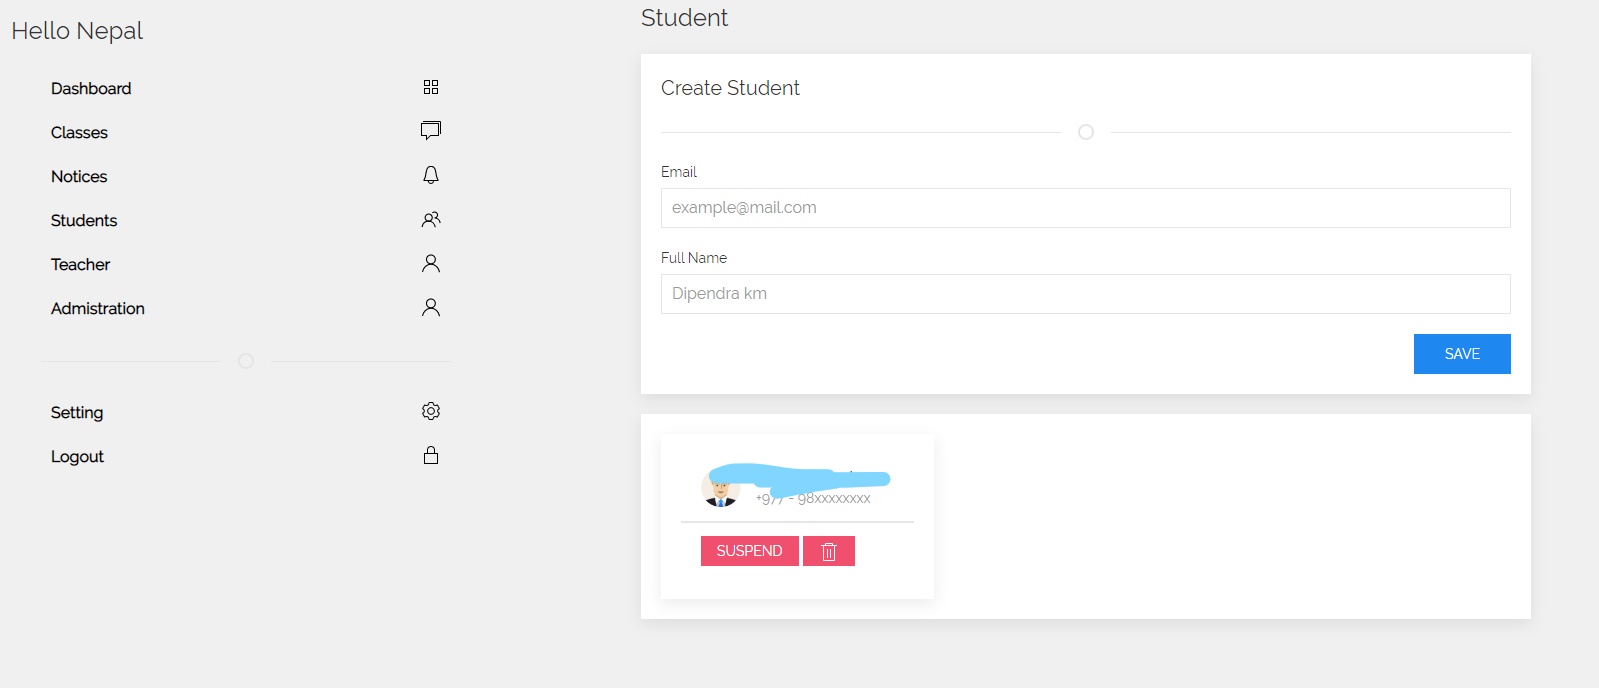 Hello Nepal
Dashboard
Classes
Notices
Students
Teacher
Admistration
Setting
Logout
Student
Create Student
Email
example@mail.com
Full Name
Dipendra km
SAVE
+977 - 98xxxxxxxx
SUSPEND